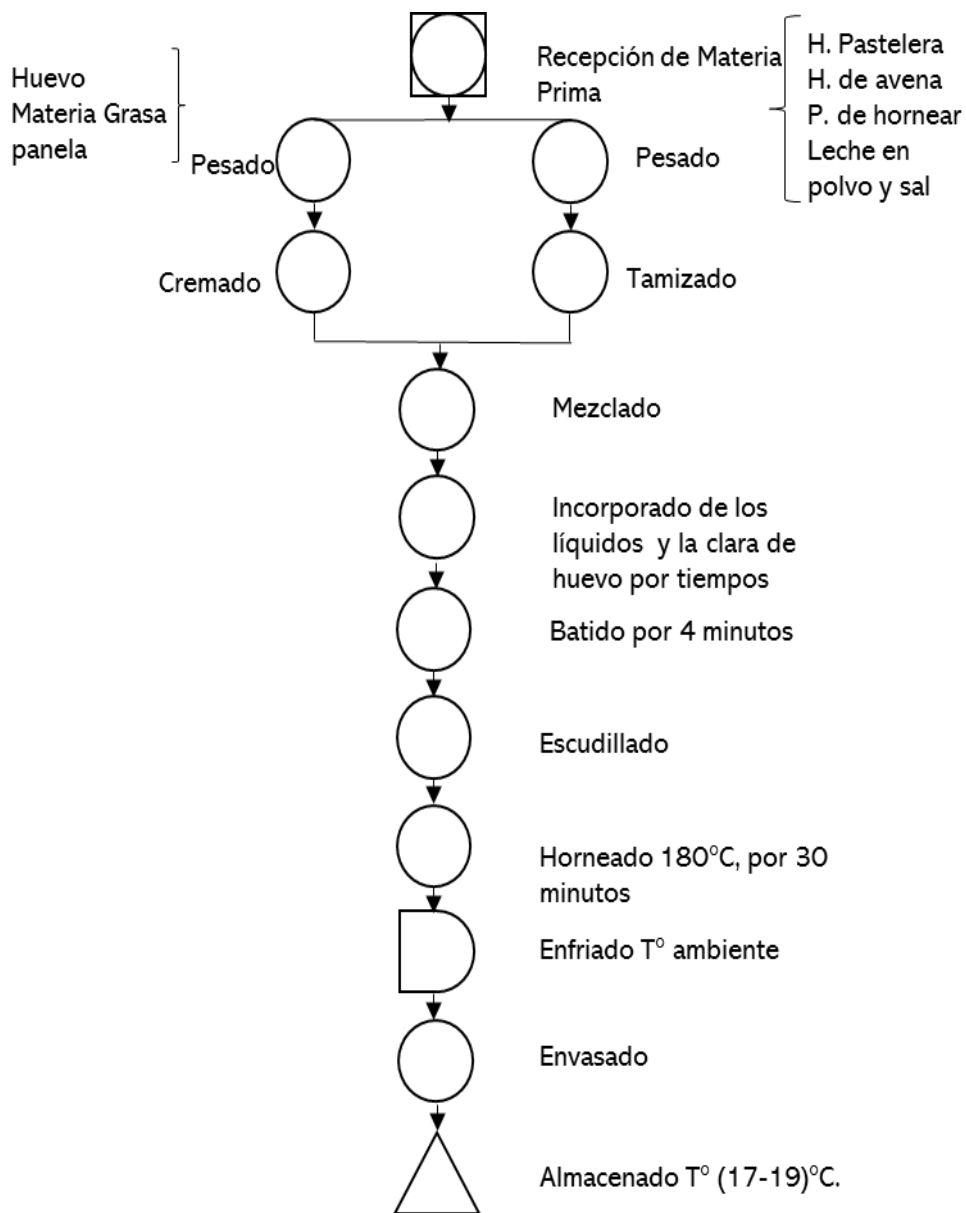 Recepción de Materia
Prima
H. Pastelera
H. de avena
P. de hornear
Leche en
polvo y sal
Huevo
Materia Grasa
panela
Pesado
Pesado
Cremado
Tamizado
Mezclado
Incorporado de los
líquidos y la clara de
huevo por tiempos
Batido por 4 minutos
Escudillado
Horneado 180°C, por 30
minutos
Enfriado T° ambiente
Envasado
Almacenado T° (17-19)°C.